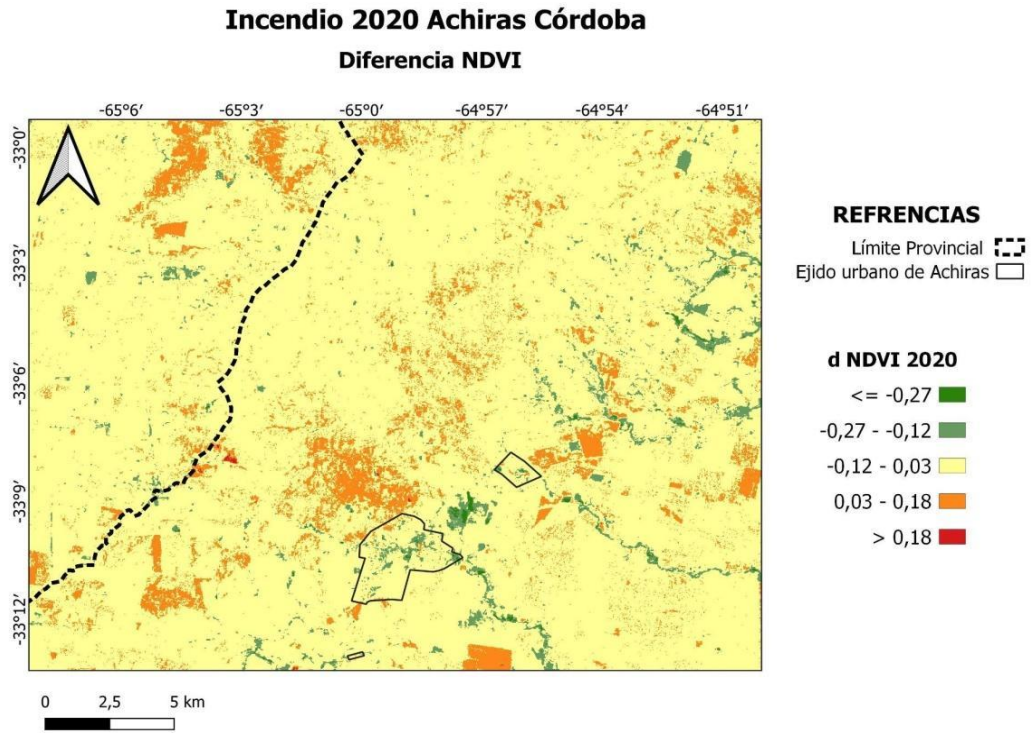 Incendio 2020 Achiras Córdoba
Diferencia NDVI
-65°6′ -65°3′ -65°0′ -64°57′ -64°54′ -64°51′
-33°0′
-33°3′
-33°6′
-33°9′
-33°12′
REFRENCIAS
Límite Provincial
Ejido urbano de Achiras
d NDVI 2020
<= -0,27
-0,27 - -0,12
-0,12 - 0,03
0,03 - 0,18
> 0,18
0 2,5 5 km